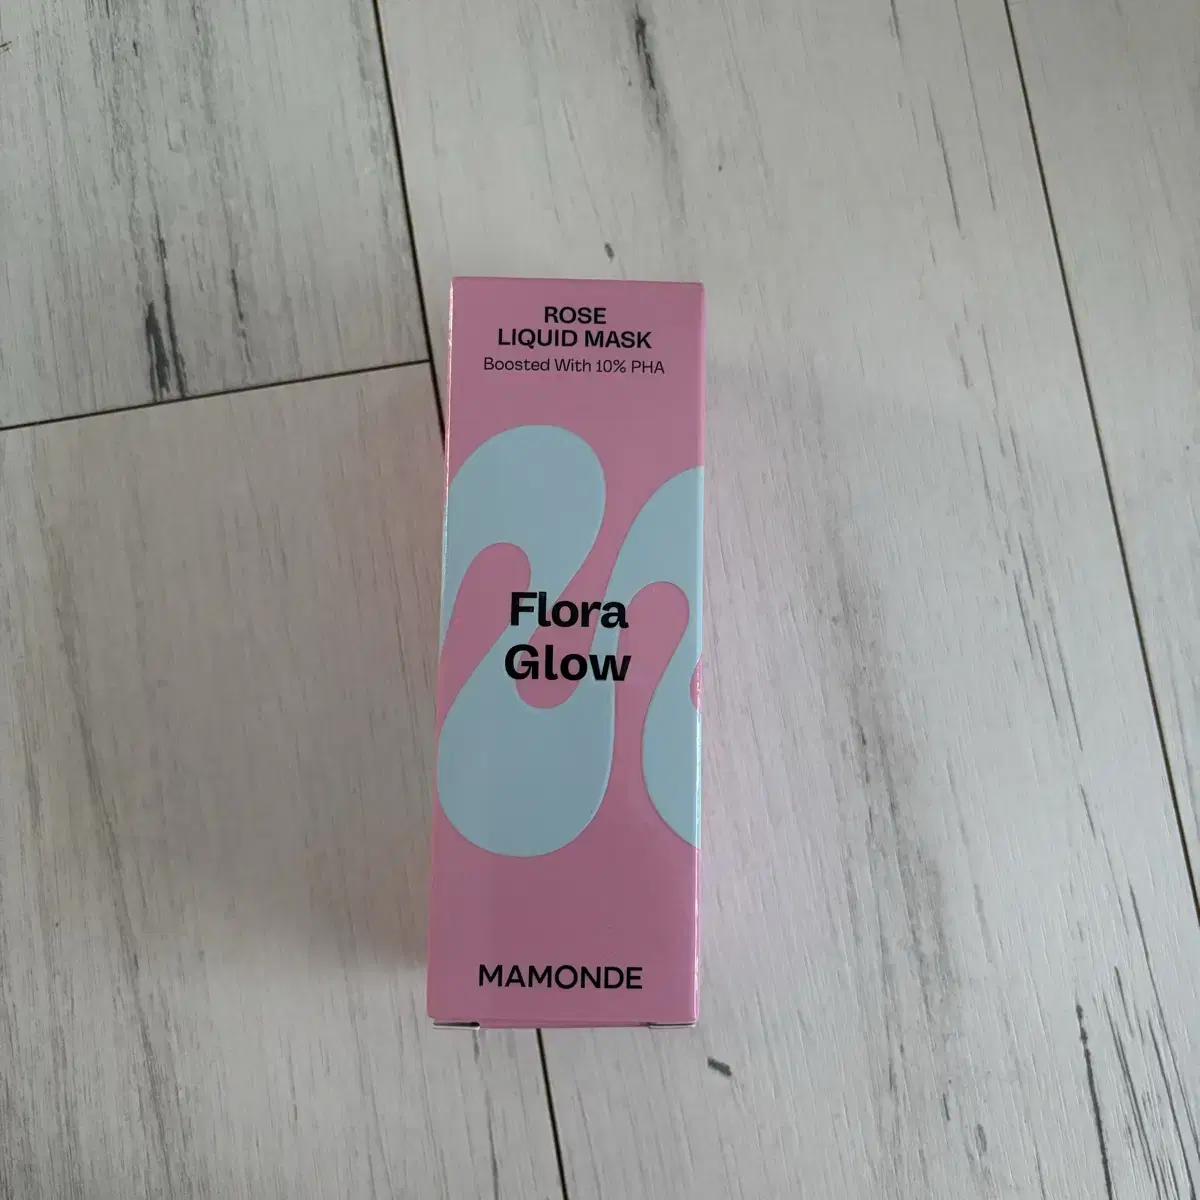 ROSE
LIQUID MASK
Boosted With 10% PHA
Flora
Glow
MAMONDE